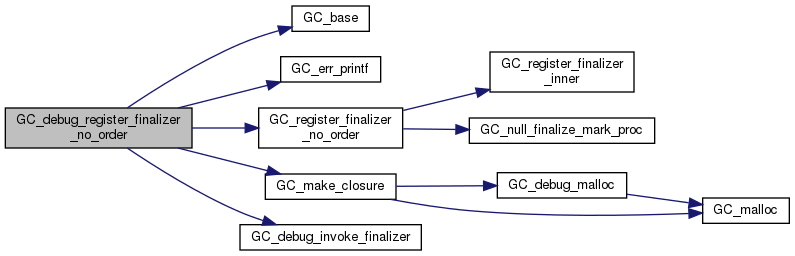 GC_debug_register_finalizer
_no_order
GC_base
GC_err_printf
GC_register_finalizer
_no_order
GC_make_closure
GC_debug_invoke_finalizer
GC_register_finalizer
_inner
GC_null_finalize_mark_proc
GC_debug_malloc
GC_malloc